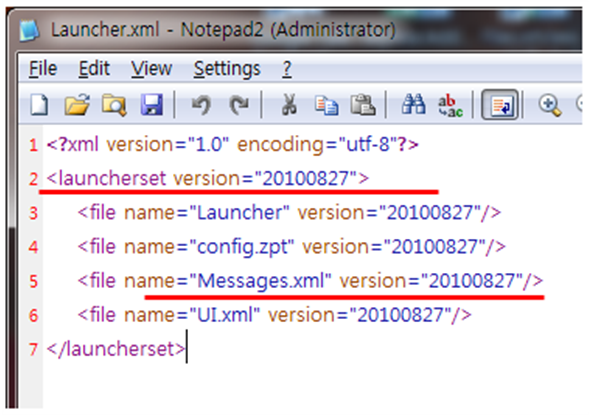 Launcher.xml - Notepad2 (Administrator)
File Edit View Settings ?
1 <?xml version="1.0" encoding="utf-8"?>
2 <launcherset version="20100827">
3 <file name="Launcher" version="20100827"/>
4 <file name="config.zpt" version="20100827"/>
5 <file name="Messages.xml" version="20100827"/>
6 <file name="UI.xml" version="20100827"/>
7 </launcherset>